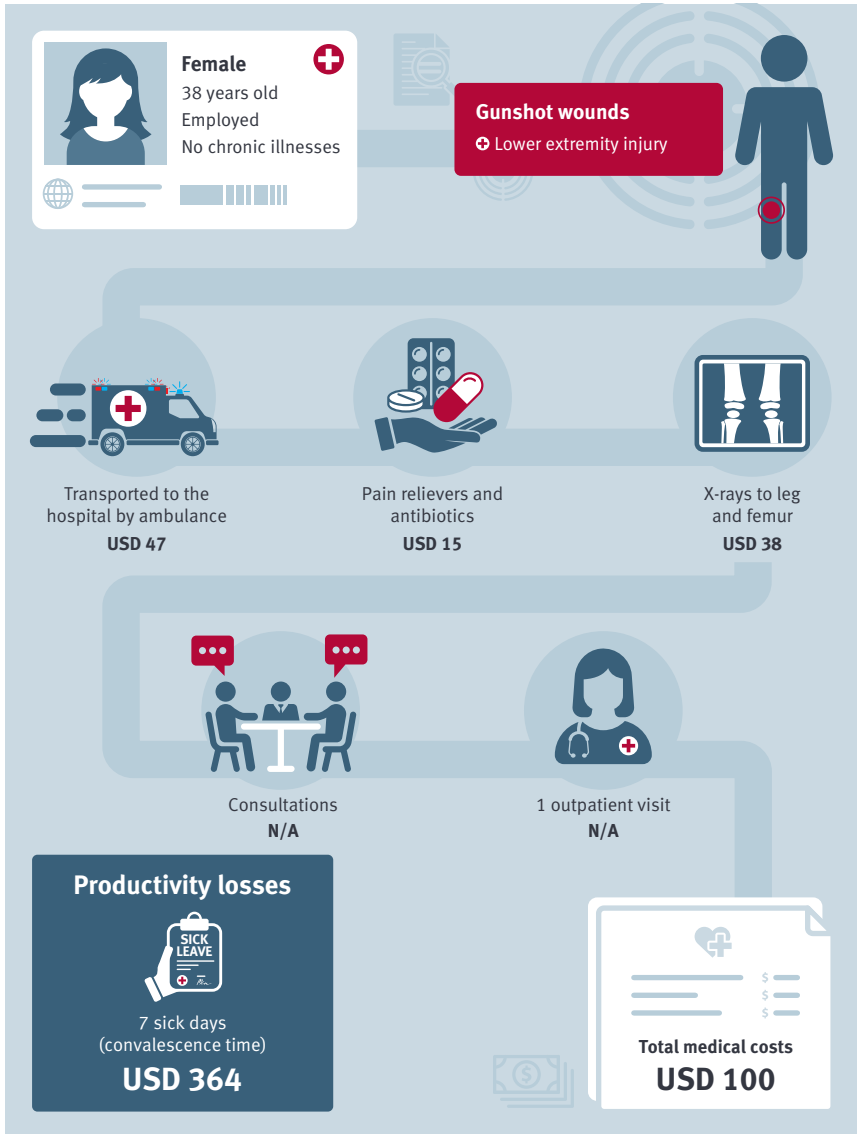 Female
38 years old
Employed
No chronic illnesses
Gunshot wounds
Lower extremity injury
Transported to the
hospital by ambulance
USD 47
Pain relievers and
antibiotics
USD 15
X-rays to leg
and femur
USD 38
Consultations
N/A
1 outpatient visit
N/A
Productivity losses
SICK
LEAVE
7 sick days
(convalescence time)
USD 364
$
$
$
Total medical costs
USD 100
$